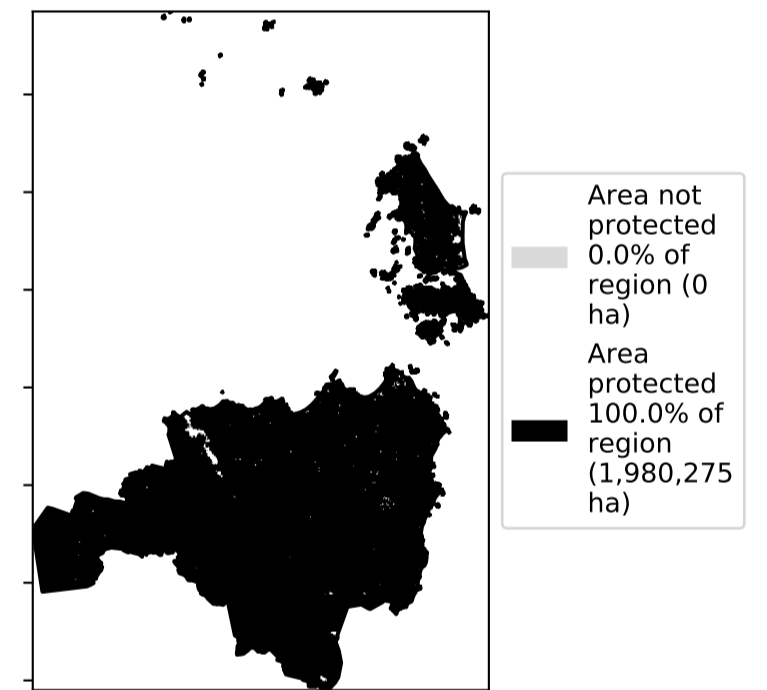 Area not
protected
0.0% of
region (0
ha)
Area
protected
100.0% of
region
(1,980,275
ha)